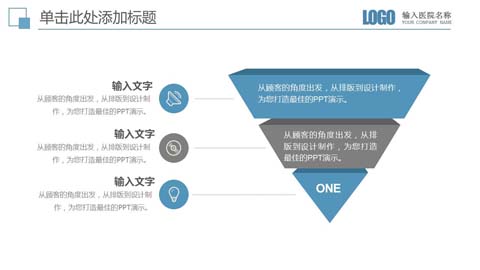 单击此处添加标题
LOGO
输入医院名称
YOUR COMPANY NAME
输入文字
从顾客的角度出发，从排版到设计制
作，为您打造最佳的PPT演示。
输入文字
从顾客的角度出发，从排版到设计制
作，为您打造最佳的PPT演示。
输入文字
从顾客的角度出发，从排版到设计制
作，为您打造最佳的PPT演示。
从顾客的角度出发，从排版到设计制作，
为您打造最佳的PPT演示。
从顾客的角度出发，从排
版到设计制作，为您打造
最佳的PPT演示。
ONE